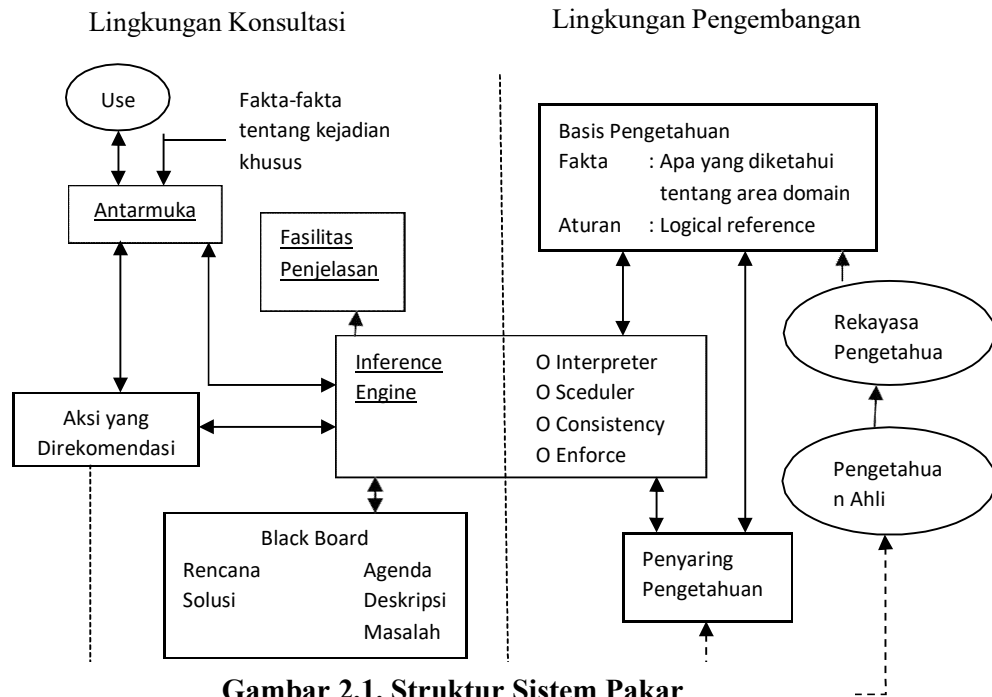 Lingkungan Konsultasi
Lingkungan Pengembangan
Use
Fakta-fakta
tentang kejadian
khusus
Antarmuka
Fasilitas
Penjelasan
Basis Pengetahuan
Fakta : Apa yang diketahui
tentang area domain
Aturan : Logical reference
Rekayasa
Pengetahua
Inference
Engine
O Interpreter
O Sceduler
O Consistency
O Enforce
Aksi yang
Direkomendasi
Pengetahua
n Ahli
Black Board
Rencana Agenda
Solusi Deskripsi
Masalah
Penyaring
Pengetahuan
Gambar 2.1. Struktur Sistem Pakar